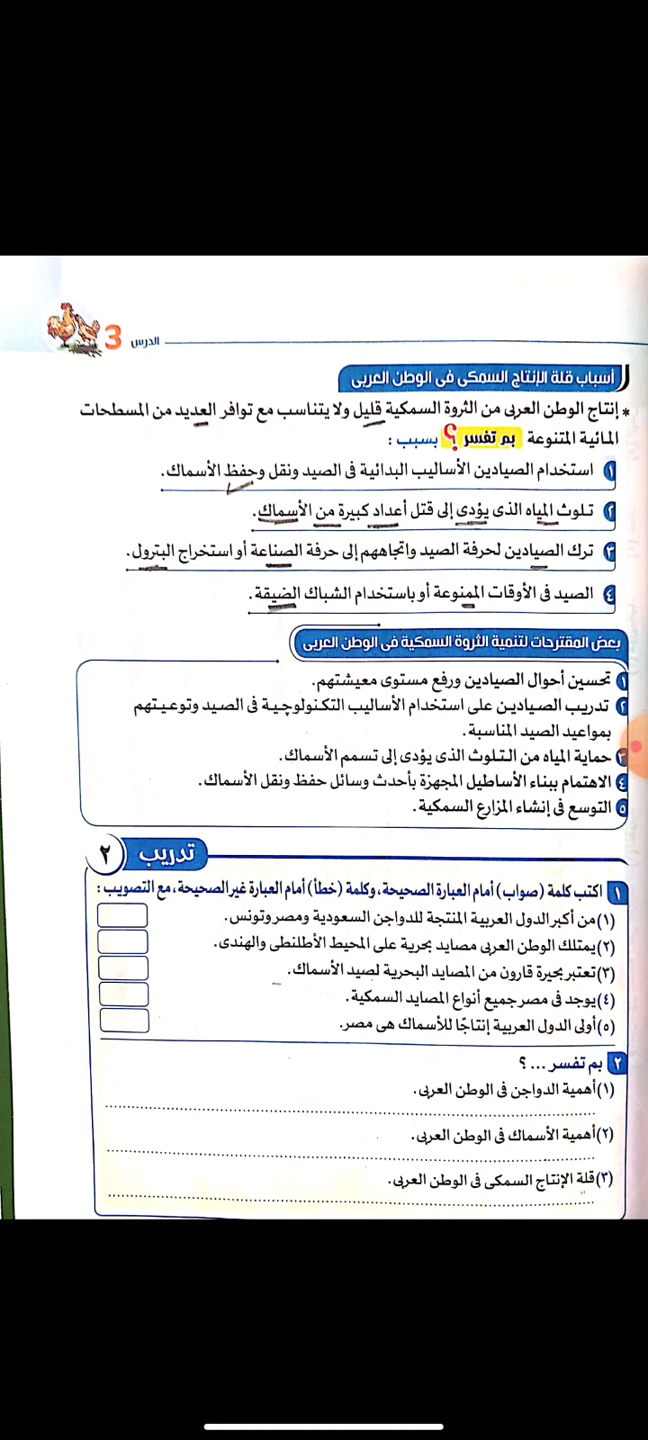 الدرس 3
أسباب قلة الإنتاج السمكى فى الوطن العربى
* إنتاج الوطن العربى من الثروة السمكية قليل ولا يتناسب مع توافر العديد من المسطحات
المائية المتنوعة بم تفسر ؟ بسبب :
١ استخدام الصيادين الأساليب البدائية فى الصيد ونقل وحفظ الأسماك.
٢ تلوث المياه الذى يؤدى إلى قتل أعداد كبيرة من الأسماك.
٣ ترك الصيادين لحرفة الصيد واتجاههم إلى حرفة الصناعة أو استخراج البترول.
٤ الصيد فى الأوقات الممنوعة أو باستخدام الشباك الضيقة.
بعض المقترحات لتنمية الثروة السمكية فى الوطن العربى
١ تحسين أحوال الصيادين ورفع مستوى معيشتهم.
٢ تدريب الصيادين على استخدام الأساليب التكنولوجية فى الصيد وتوعيتهم
بمواعيد الصيد المناسبة.
٣ حماية المياه من التلوث الذى يؤدى إلى تسمم الأسماك.
٤ الاهتمام ببناء الأساطيل المجهزة بأحدث وسائل حفظ ونقل الأسماك.
٥ التوسع فى إنشاء المزارع السمكية.
تدريب ٢
١ اكتب كلمة (صواب) أمام العبارة الصحيحة، وكلمة (خطأ) أمام العبارة غير الصحيحة، مع التصويب :
(١) من أكبر الدول العربية المنتجة للدواجن السعودية ومصر وتونس.
(٢) يمتلك الوطن العربى مصايد بحرية على المحيط الأطلنطى والهندى.
(٣) تعتبر بحيرة قارون من المصايد البحرية لصيد الأسماك.
(٤) يوجد فى مصر جميع أنواع المصايد السمكية.
(٥) أولى الدول العربية إنتاجًا للأسماك هى مصر.
٢ بم تفسر ... ؟
(١) أهمية الدواجن فى الوطن العربى.
(٢) أهمية الأسماك فى الوطن العربى.
(٣) قلة الإنتاج السمكى فى الوطن العربى.